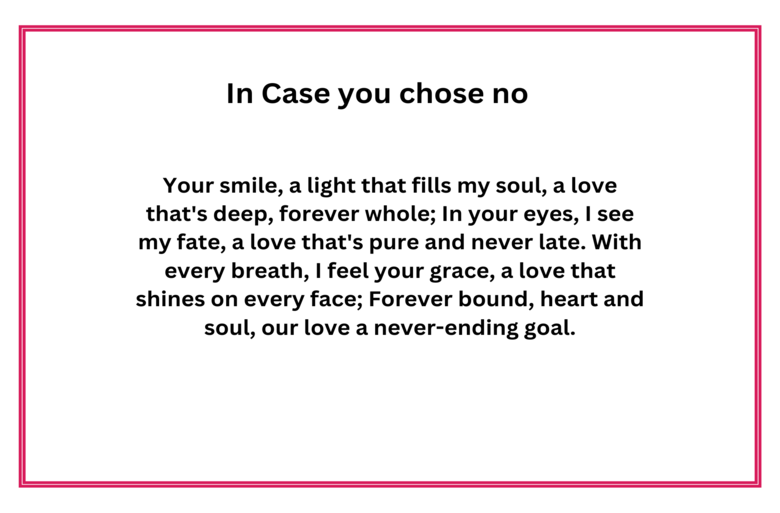 In Case you chose no
Your smile, a light that fills my soul, a love
that's deep, forever whole; In your eyes, I see
my fate, a love that's pure and never late. With
every breath, I feel your grace, a love that
shines on every face; Forever bound, heart and
soul, our love a never-ending goal.